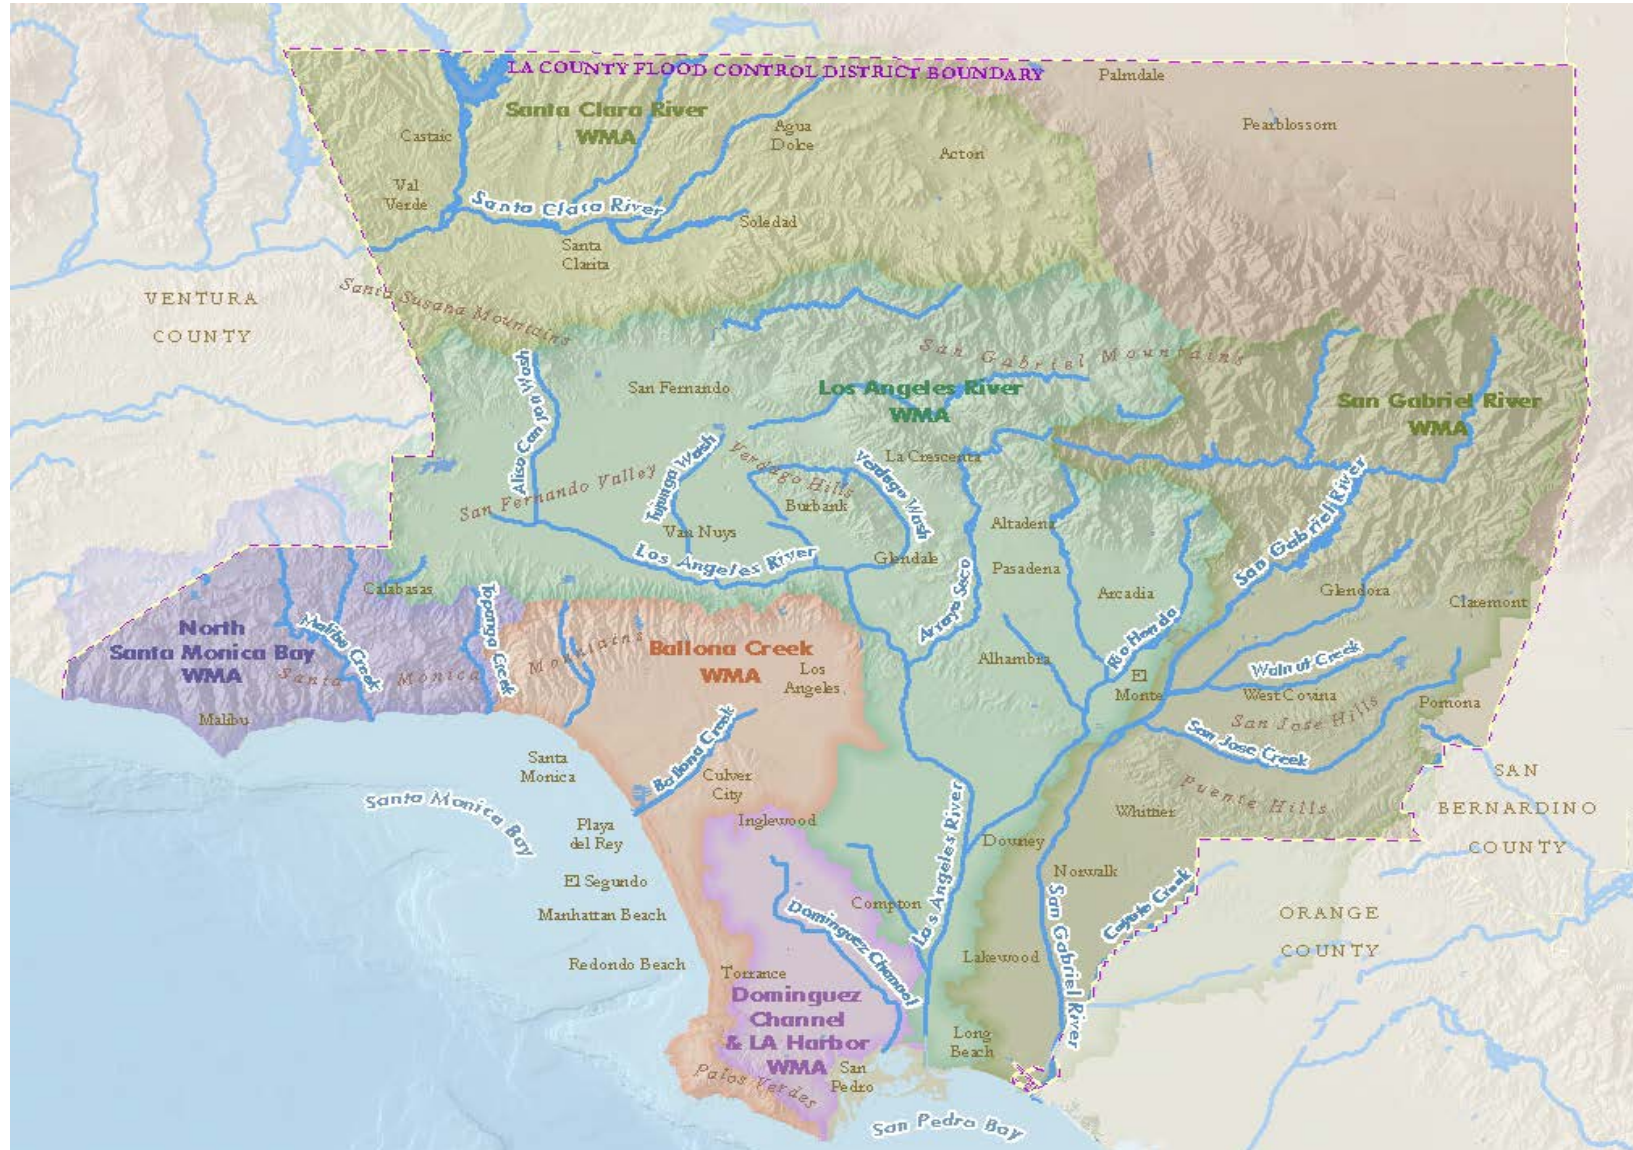 LA COUNTY FLOOD CONTROL DISTRICT BOUNDARY
Palmdale
Santa Clara River
WMA
Castaic
Agua
Dolce
Pearblossom
Acton
Val
Verde
Santa Clara River
Soledad
Santa
Clarita
VENTURA
COUNTY
Santa Susana Mountains
San Gabriel Mountains
Aliso Canyon Wash
San Fernando
Los Angeles River
WMA
San Gabriel River
WMA
San Fernando Valley
Tujunga Wash
Verdugo Hills
Verdugo Wash
La Crescenta
Burbank
Van Nuys
Los Angeles River
Glendale
Altadena
Pasadena
Arroyo Seco
Arcadia
San Gabriel River
Glendora
Claremont
Calabasas
Topanga Creek
North
Santa Monica Bay
WMA
Malibu Creek
Santa Monica Mountains
Malibu
Ballona Creek
WMA
Los
Angeles
Alhambra
Rio Hondo
El
Monte
Walnut Creek
West Covina
San Jose Hills
Pomona
San Jose Creek
Santa
Monica
Ballona Creek
Culver
City
Santa Monica Bay
Playa
del Rey
Inglewood
Los Angeles River
Downey
Whittier
Puente Hills
SAN
BERNARDINO
COUNTY
El Segundo
Manhattan Beach
Redondo Beach
Compton
Dominguez Channel
Norwalk
San Gabriel River
Coyote Creek
ORANGE
COUNTY
Lakewood
Torrance
Dominguez
Channel
& LA Harbor
WMA
Long
Beach
San
Pedro
Palos Verdes
San Pedro Bay